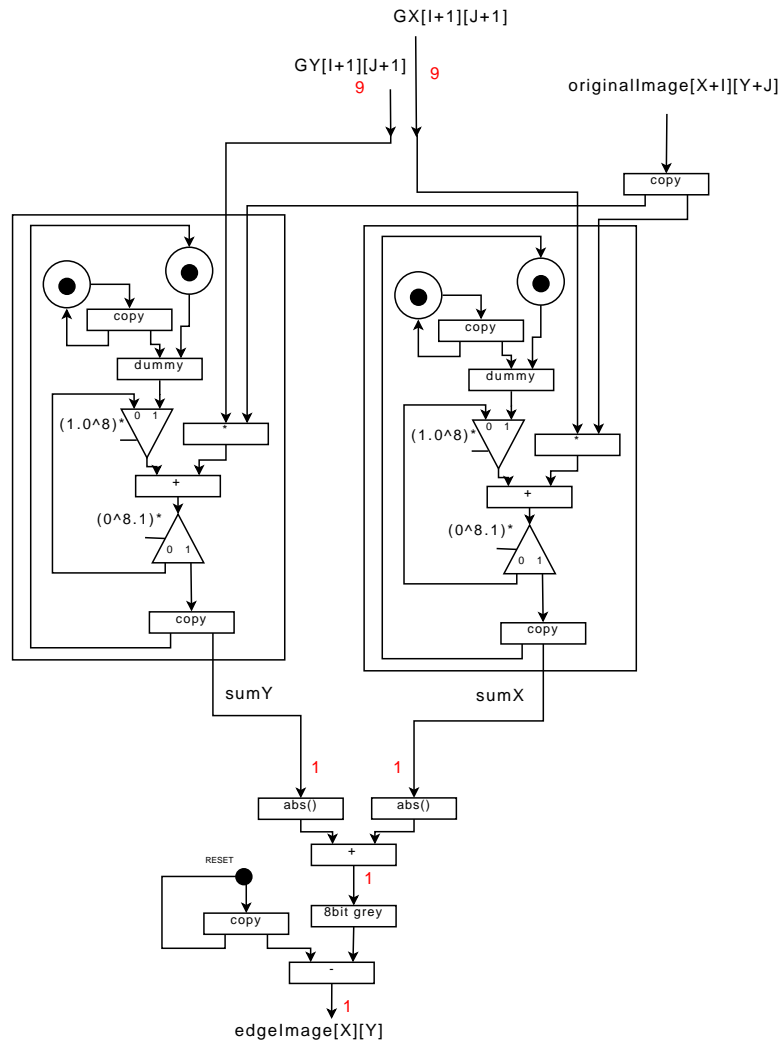 GX[I+1][J+1]
GY[I+1][J+1]
9
9
originalImage[X+I][Y+J]
copy
copy
dummy
0 1
(1.0^8)*
*
+
(0^8.1)*
0 1
copy
copy
dummy
0 1
(1.0^8)*
*
+
(0^8.1)*
0 1
copy
sumY
sumX
1
1
abs()
abs()
+
RESET
1
copy
8bit grey
-
1
edgeImage[X][Y]